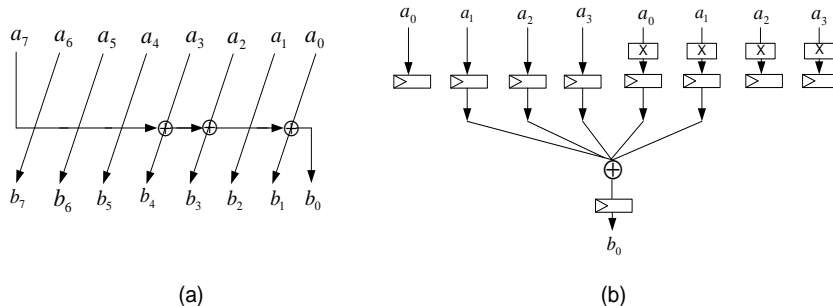 a₇ a₆ a₅ a₄ a₃ a₂ a₁ a₀
b₇ b₆ b₅ b₄ b₃ b₂ b₁ b₀
(a)
a₀ a₁ a₂ a₃ a₀ a₁ a₂ a₃
X X X X
b₀
(b)